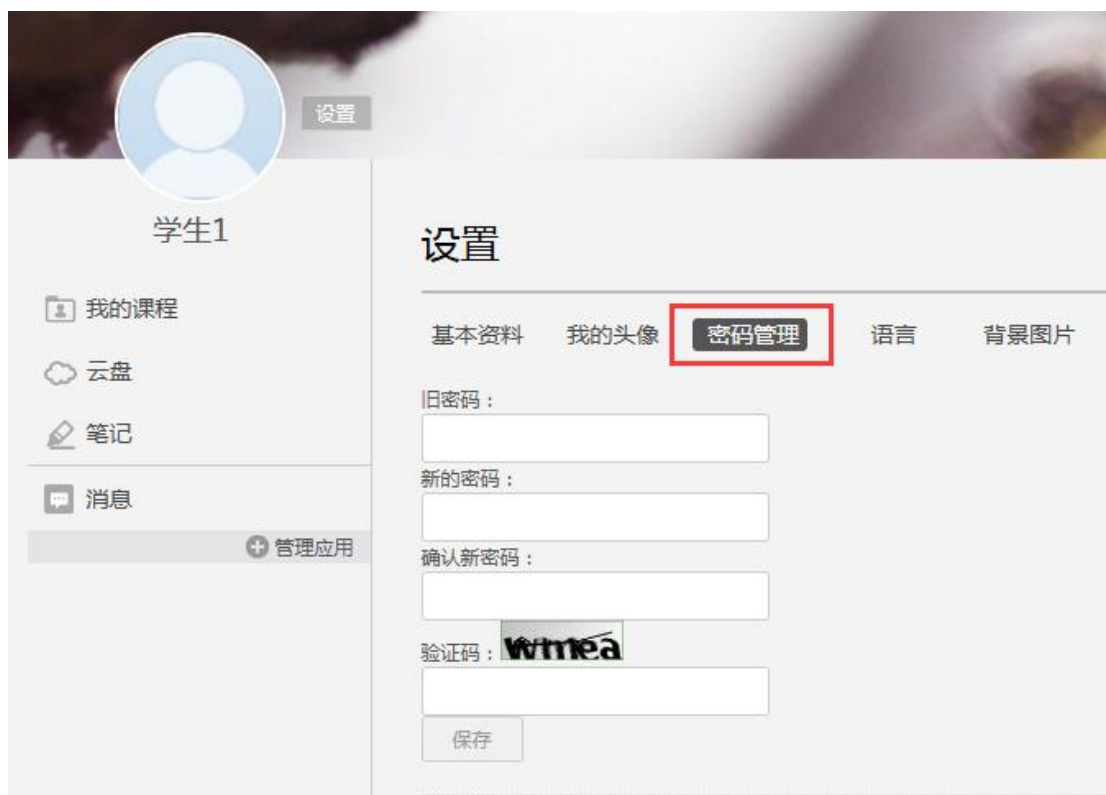 设置
学生1
我的课程
云盘
笔记
消息
管理应用
设置
基本资料 我的头像 密码管理 语言 背景图片
旧密码：
新的密码：
确认新密码：
验证码： wmea
保存